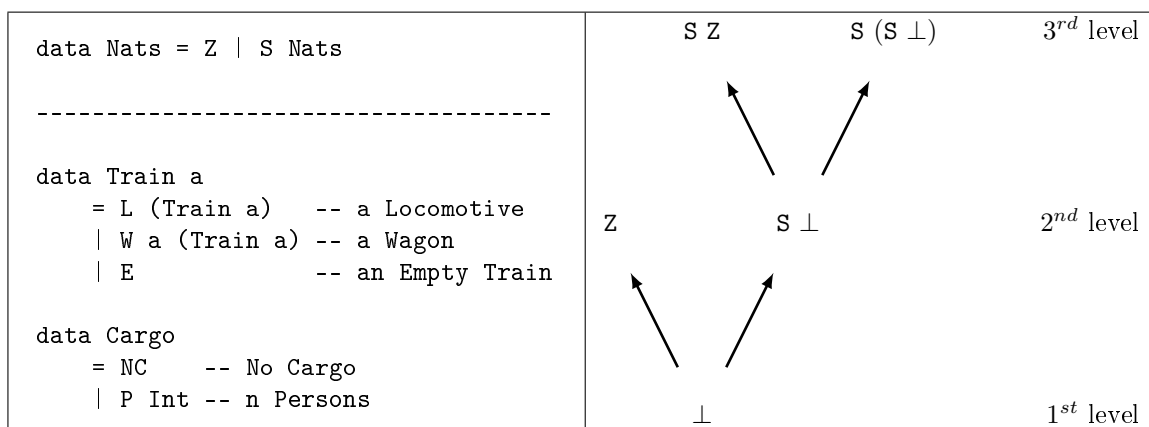 data Nats = Z | S Nats
-------------------------------------
data Train a
    = L (Train a)   -- a Locomotive
    | W a (Train a) -- a Wagon
    | E             -- an Empty Train
data Cargo
    = NC    -- No Cargo
    | P Int -- n Persons
S Z S (S ⊥) 3rd level
Z S ⊥ 2nd level
⊥ 1st level